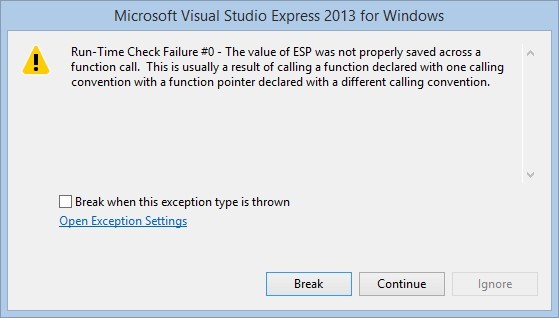 Microsoft Visual Studio Express 2013 for Windows
Run-Time Check Failure #0 - The value of ESP was not properly saved across a
function call.  This is usually a result of calling a function declared with one calling
convention with a function pointer declared with a different calling convention.
Break when this exception type is thrown
Open Exception Settings
Break Continue Ignore